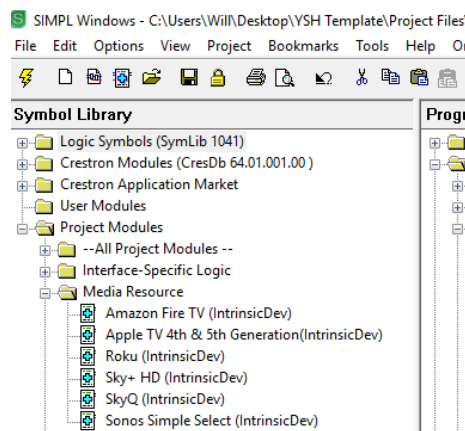 S SIMPL Windows - C:\Users\Will\Desktop\YSH Template\Project Files\
File Edit Options View Project Bookmarks Tools Help
Symbol Library
Prog
Logic Symbols (SymLib 1041)
Crestron Modules (CresDb 64.01.001.00 )
Crestron Application Market
User Modules
Project Modules
--All Project Modules --
Interface-Specific Logic
Media Resource
Amazon Fire TV (IntrinsicDev)
Apple TV 4th & 5th Generation(IntrinsicDev)
Roku (IntrinsicDev)
Sky+ HD (IntrinsicDev)
SkyQ (IntrinsicDev)
Sonos Simple Select (IntrinsicDev)